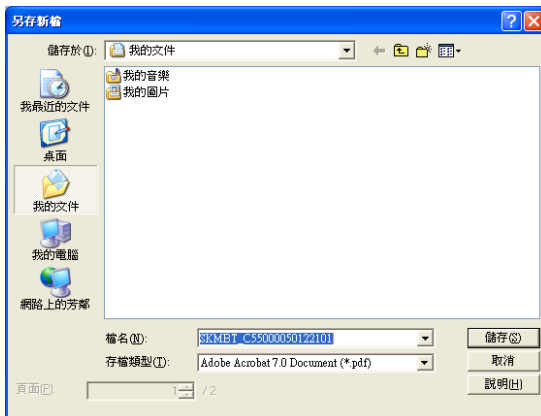 另存新檔
儲存於(I):
我的文件
我的音樂
我的圖片
我最近的文件
桌面
我的文件
我的電腦
網路上的芳鄰
檔名(N):
SKMBT_C55000050122101
儲存(S)
存檔類型(T):
Adobe Acrobat 7.0 Document (*.pdf)
取消
頁面(P):
1
/ 2
說明(H)